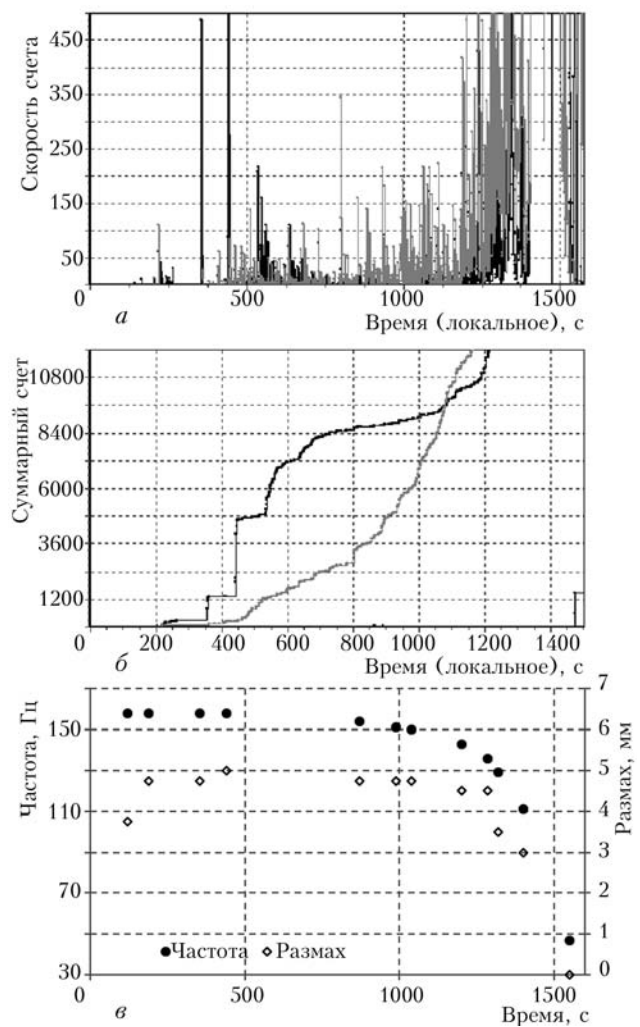 Скорость счета
450
350
250
150
50
0 500 1000 1500
а
Время (локальное), с
Суммарный счет
10800
8400
6000
3600
1200
0 200 400 600 800 1000 1200
б
Время (локальное), с
Частота, Гц
Размах, мм
7
150 6
5
110 4
3
70 2
1
Частота Размах
30 0
0 500 1000 1500
в
Время, с